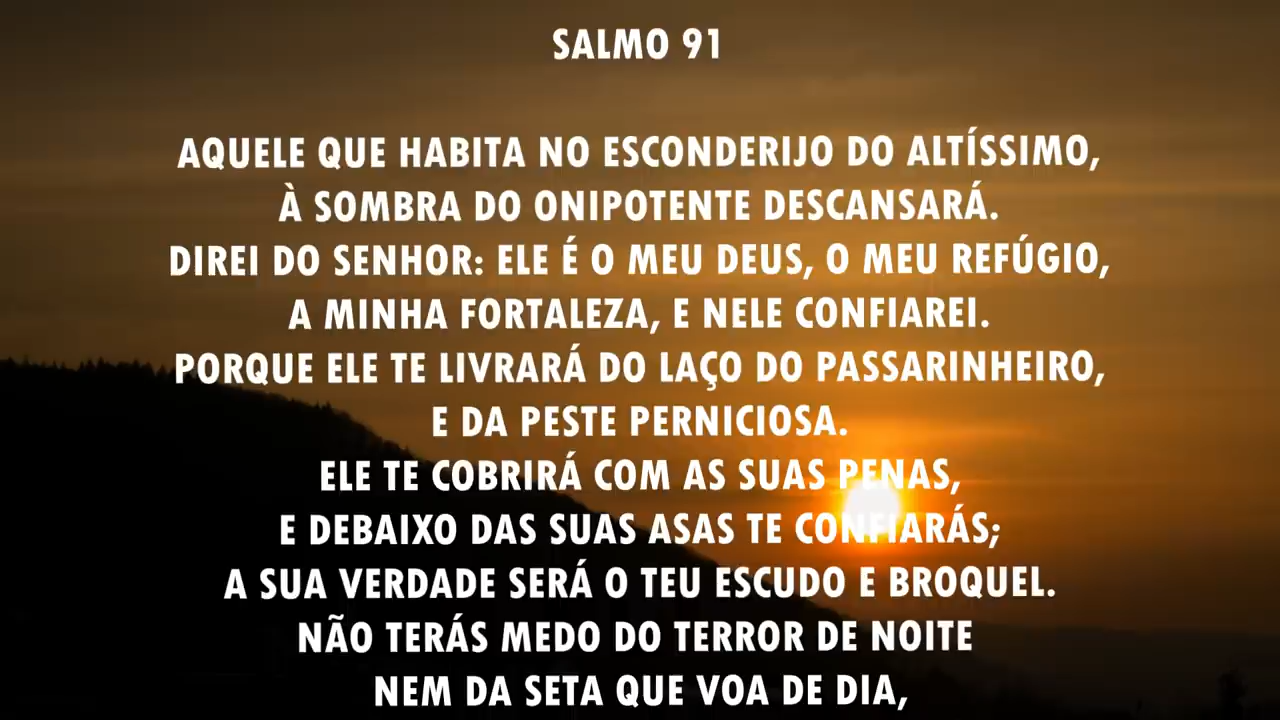 SALMO 91
AQUELE QUE HABITA NO ESCONDERIJO DO ALTÍSSIMO,
À SOMBRA DO ONIPOTENTE DESCANSARÁ.
DIREI DO SENHOR: ELE É O MEU DEUS, O MEU REFÚGIO,
A MINHA FORTALEZA, E NELE CONFIAREI.
PORQUE ELE TE LIVRARÁ DO LAÇO DO PASSARINHEIRO,
E DA PESTE PERNICIOSA.
ELE TE COBRIRÁ COM AS SUAS PENAS,
E DEBAIXO DAS SUAS ASAS TE CONFIARÁS;
A SUA VERDADE SERÁ O TEU ESCUDO E BROQUEL.
NÃO TERÁS MEDO DO TERROR DE NOITE
NEM DA SETA QUE VOA DE DIA,